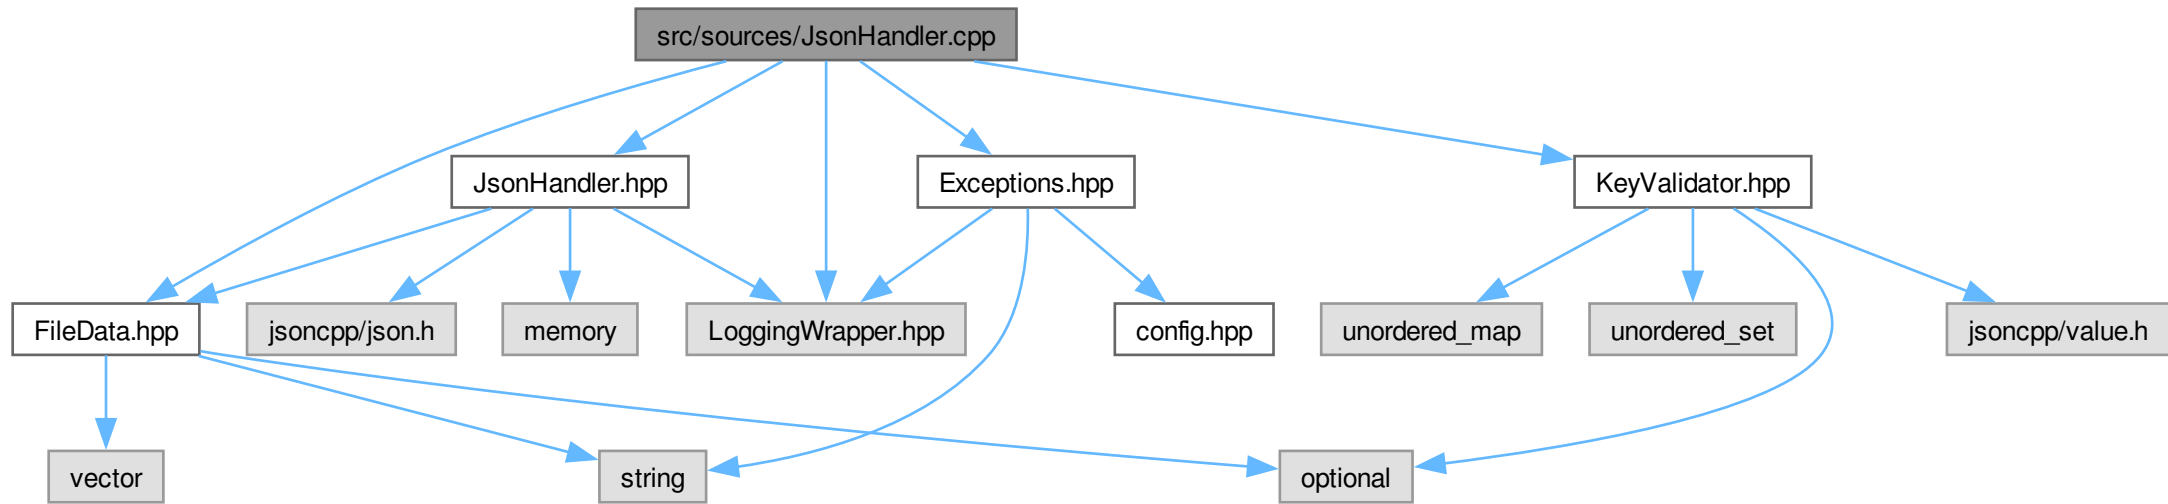 src/sources/JsonHandler.cpp
JsonHandler.hpp
Exceptions.hpp
KeyValidator.hpp
FileData.hpp
jsoncpp/json.h
memory
LoggingWrapper.hpp
config.hpp
unordered_map
unordered_set
jsoncpp/value.h
vector
string
optional